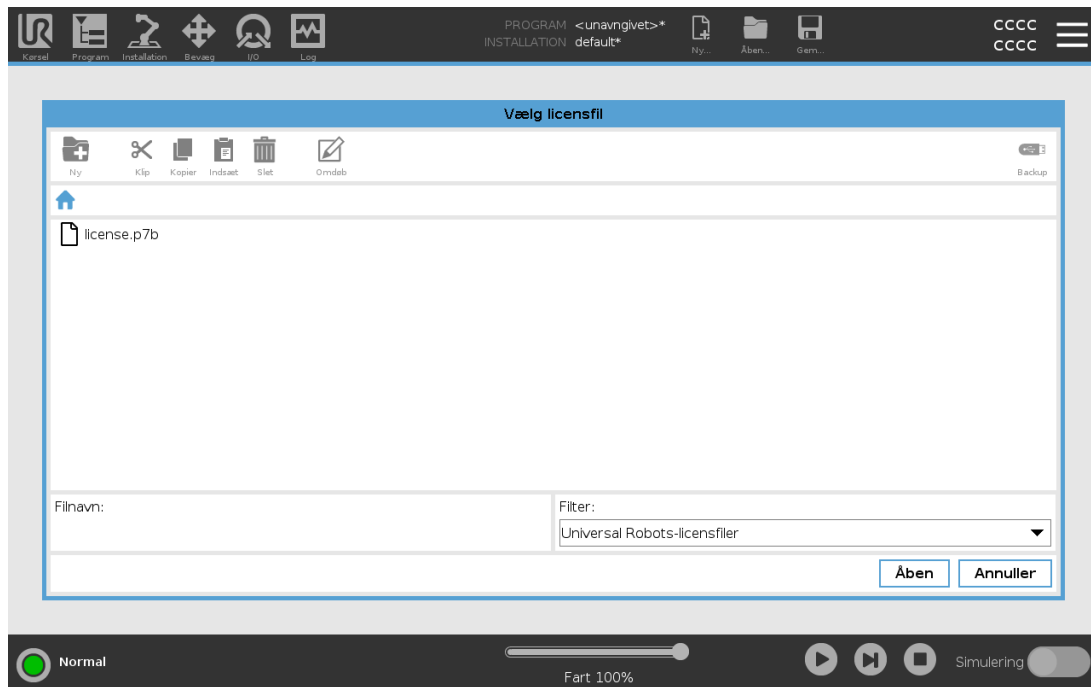 PROGRAM <unavngivet>*
INSTALLATION default*
CCCC
CCCC
Kørsel Program Installation Bevæg I/O Log Ny... Åben... Gem...
Vælg licensfil
Ny Klip Kopier Indsæt Slet Omdøb Backup
license.p7b
Filnavn: Filter:
Universal Robots-licensfiler
Åben Annuller
Normal
Fart 100%
Simulering